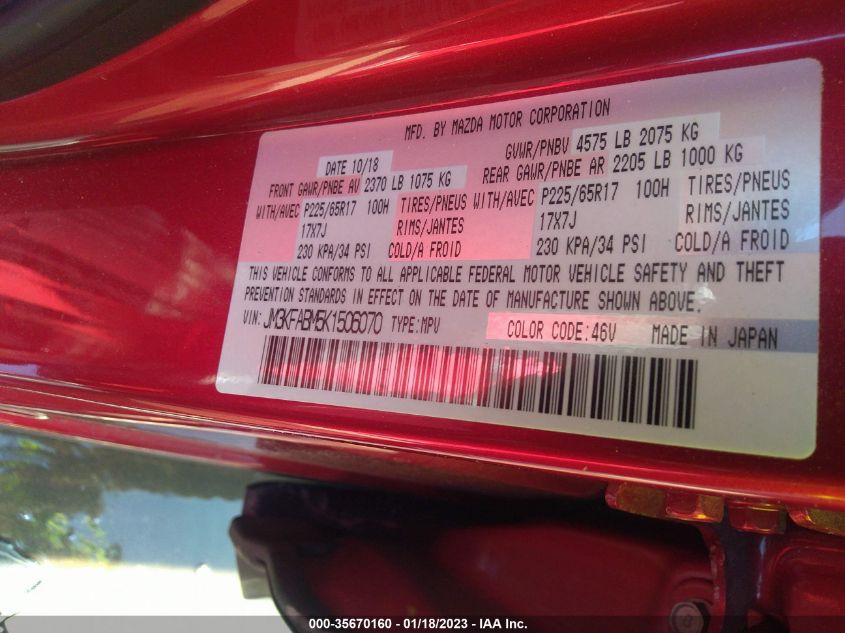 MFD. BY MAZDA MOTOR CORPORATION
DATE 10/18 GVWR/PNBV 4575 LB 2075 KG
FRONT GAWR/PNBE AV 2370 LB 1075 KG REAR GAWR/PNBE AR 2205 LB 1000 KG
WITH/AVEC P225/65R17 100H TIRES/PNEUS WITH/AVEC P225/65R17 100H TIRES/PNEUS
17X7J RIMS/JANTES 17X7J RIMS/JANTES
230 KPA/34 PSI COLD/A FROID 230 KPA/34 PSI COLD/A FROID
THIS VEHICLE CONFORMS TO ALL APPLICABLE FEDERAL MOTOR VEHICLE SAFETY AND THEFT
PREVENTION STANDARDS IN EFFECT ON THE DATE OF MANUFACTURE SHOWN ABOVE.
VIN: JM3KFABM5K1506070 TYPE:MPV COLOR CODE:46V MADE IN JAPAN
000-35670160 - 01/18/2023 - IAA Inc.